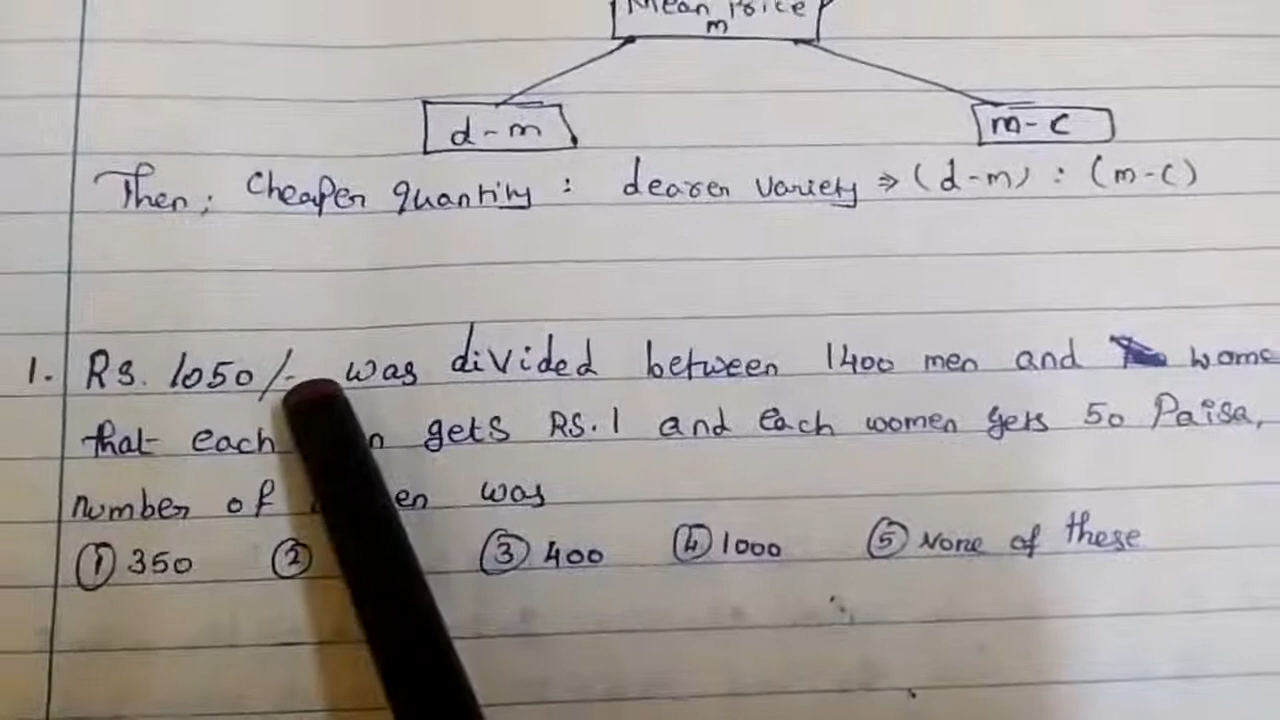 Mean Price
m
d-m
m-c
Then; Cheaper quantity : dearer variety ⇒ (d-m) : (m-c)
1. Rs. 1050/- was divided between 1400 men and
that each gets RS. 1 and each women gets 50 Paisa,
number of was
① 350 ② ③ 400 ④ 1000 ⑤ None of these